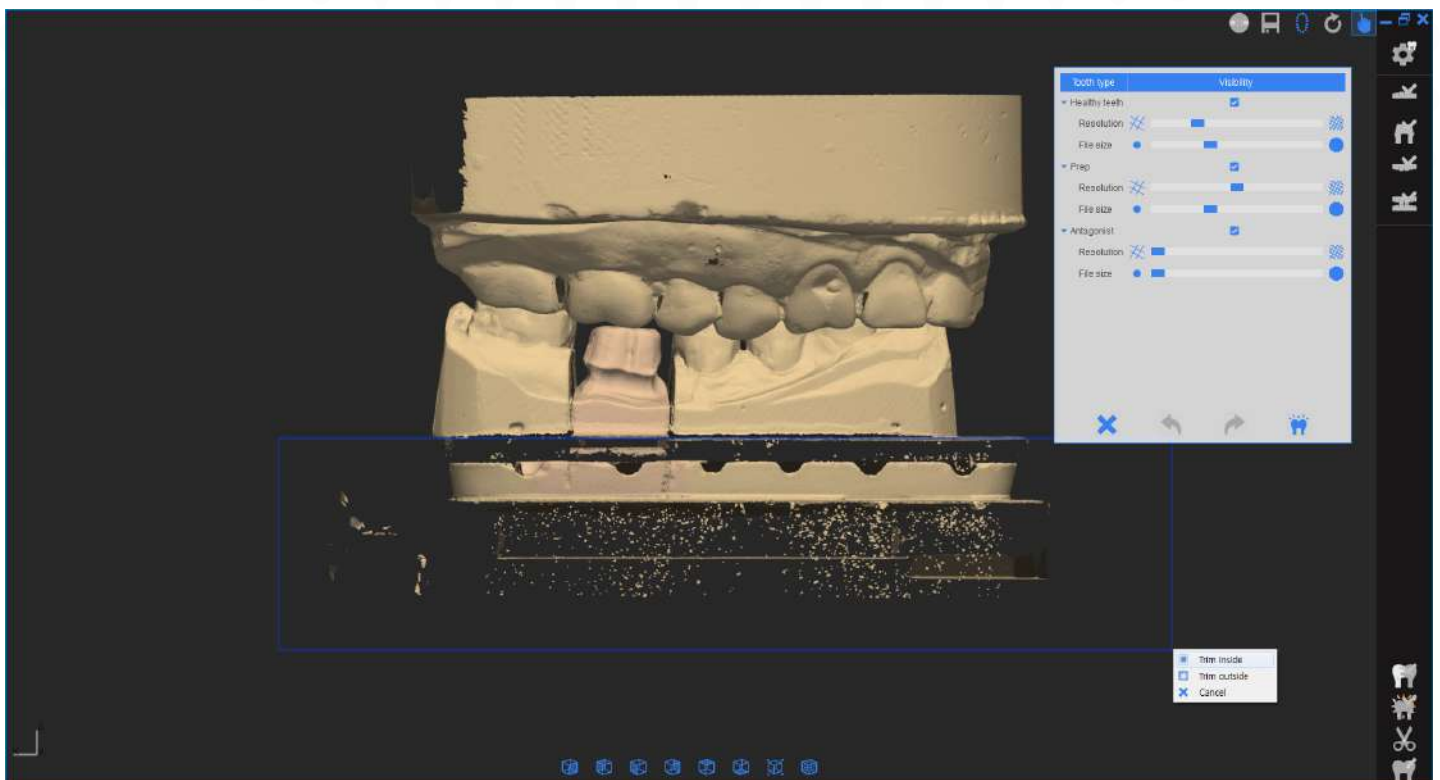 Tooth type Visibility
Healthy teeth
Resolution
File size
Prep
Resolution
File size
Antagonist
Resolution
File size
Trim inside
Trim outside
Cancel